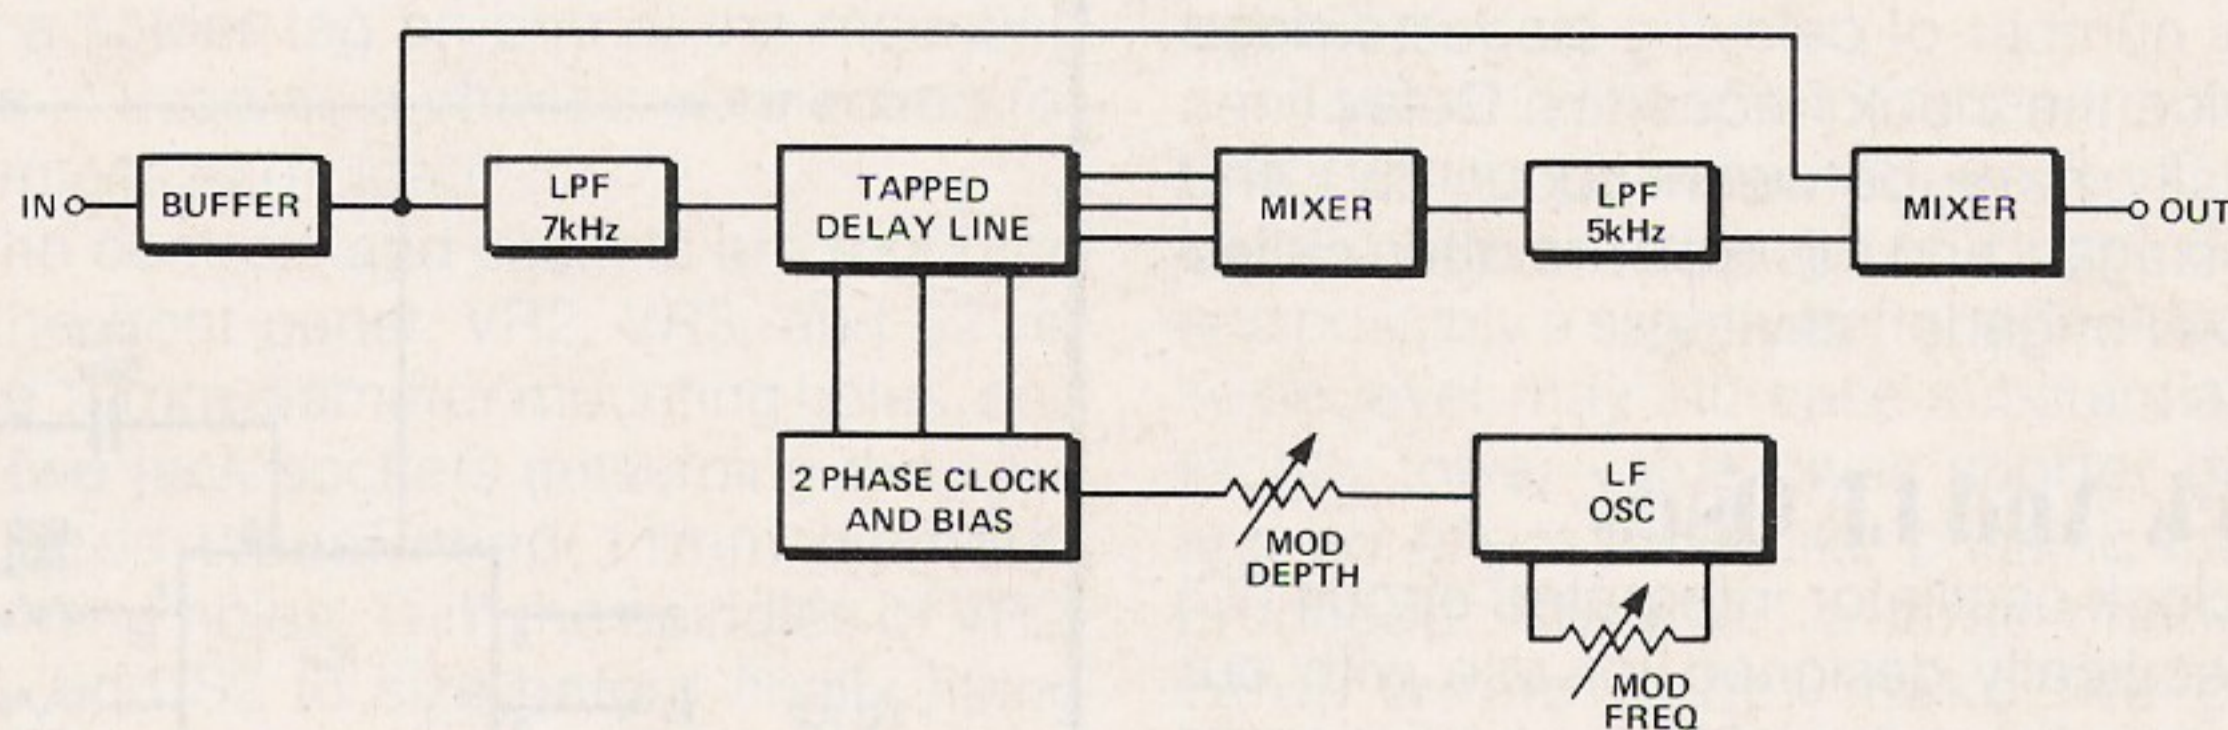 IN
BUFFER
LPF
7kHz
TAPPED
DELAY LINE
MIXER
LPF
5kHz
MIXER
OUT
2 PHASE CLOCK
AND BIAS
MOD
DEPTH
LF
OSC
MOD
FREQ